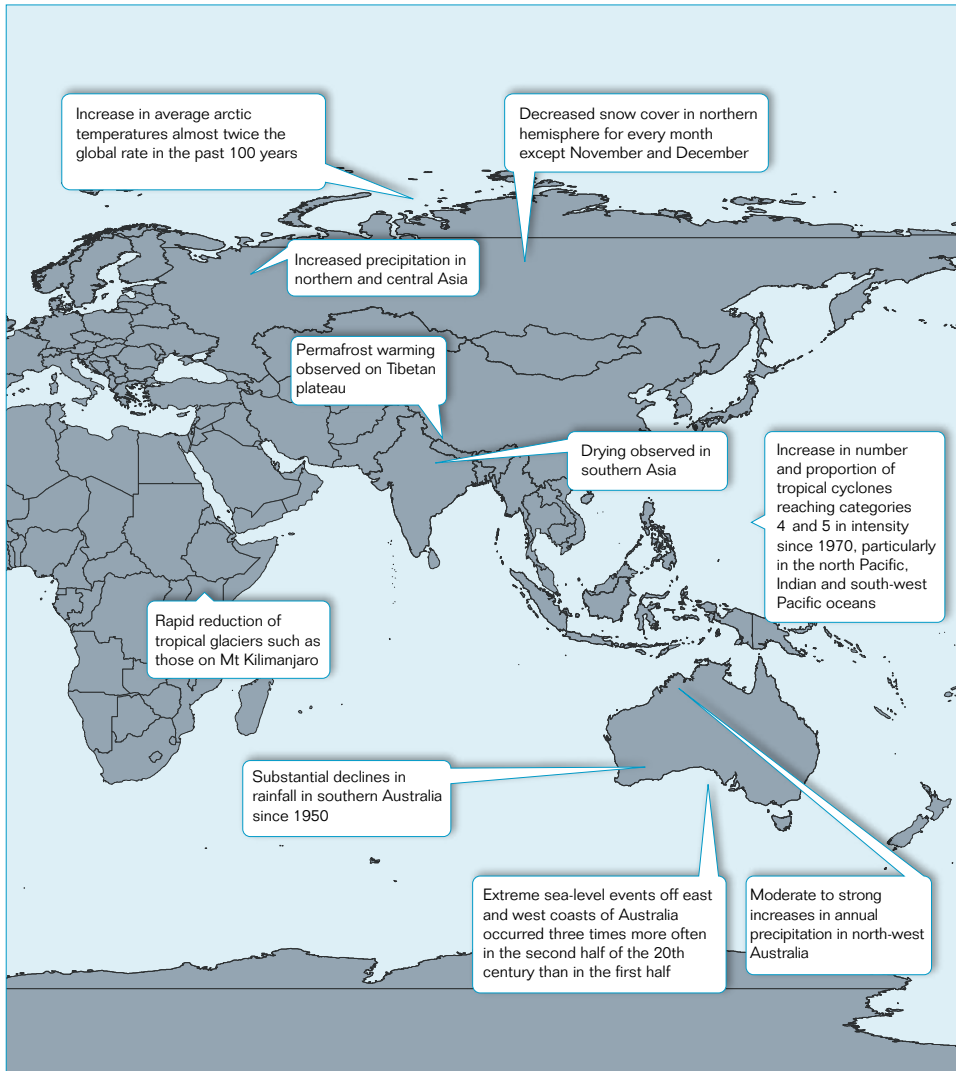 Increase in average arctic
temperatures almost twice the
global rate in the past 100 years
Decreased snow cover in northern
hemisphere for every month
except November and December
Increased precipitation in
northern and central Asia
Permafrost warming
observed on Tibetan
plateau
Drying observed in
southern Asia
Increase in number
and proportion of
tropical cyclones
reaching categories
4 and 5 in intensity
since 1970, particularly
in the north Pacific,
Indian and south-west
Pacific oceans
Rapid reduction of
tropical glaciers such as
those on Mt Kilimanjaro
Substantial declines in
rainfall in southern Australia
since 1950
Extreme sea-level events off east
and west coasts of Australia
occurred three times more often
in the second half of the 20th
century than in the first half
Moderate to strong
increases in annual
precipitation in north-west
Australia